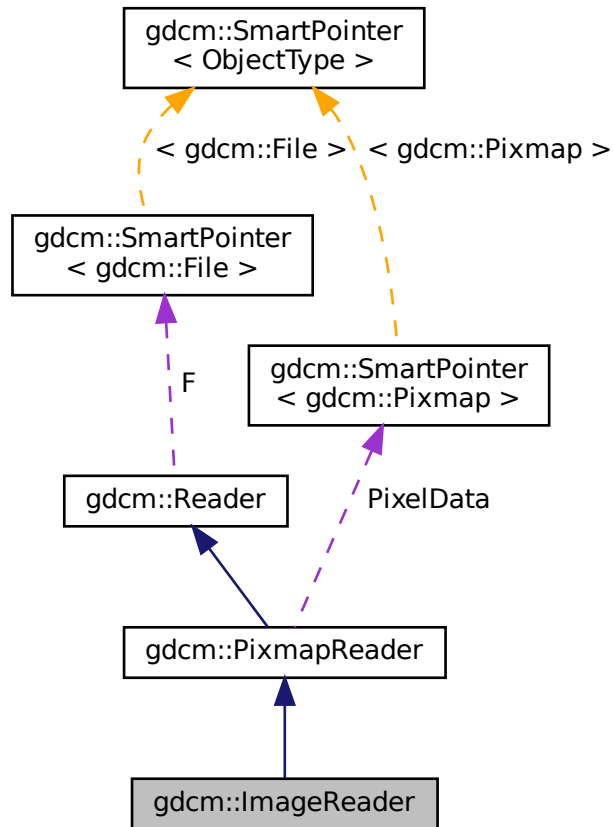 gdcm::SmartPointer
< ObjectType >
< gdcm::File >
< gdcm::Pixmap >
gdcm::SmartPointer
< gdcm::File >
gdcm::SmartPointer
< gdcm::Pixmap >
F
gdcm::Reader
PixelData
gdcm::PixmapReader
gdcm::ImageReader